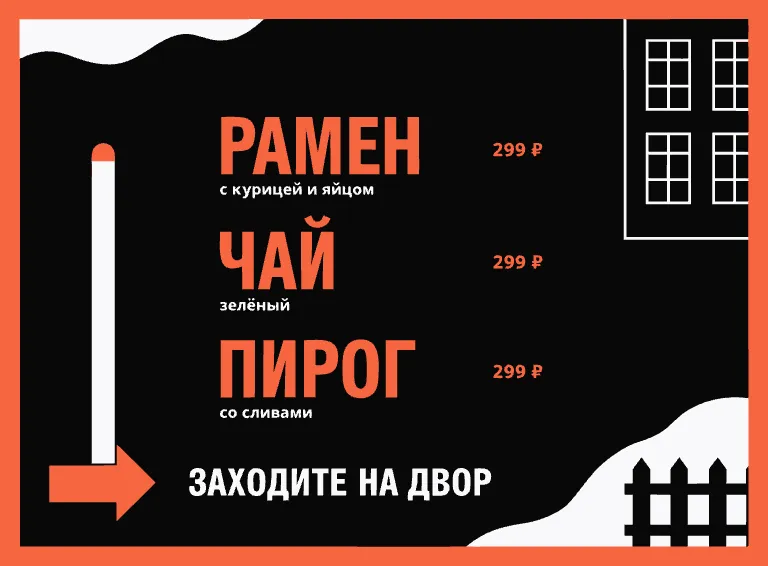 РАМЕН
299 ₽
с курицей и яйцом
ЧАЙ
299 ₽
зелёный
ПИРОГ
299 ₽
со сливами
ЗАХОДИТЕ НА ДВОР